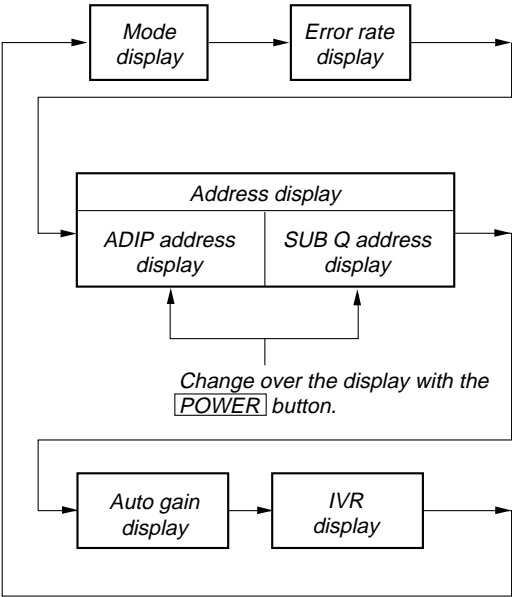 Mode
display
Error rate
display
Address display
ADIP address
display
SUB Q address
display
Change over the display with the
POWER button.
Auto gain
display
IVR
display